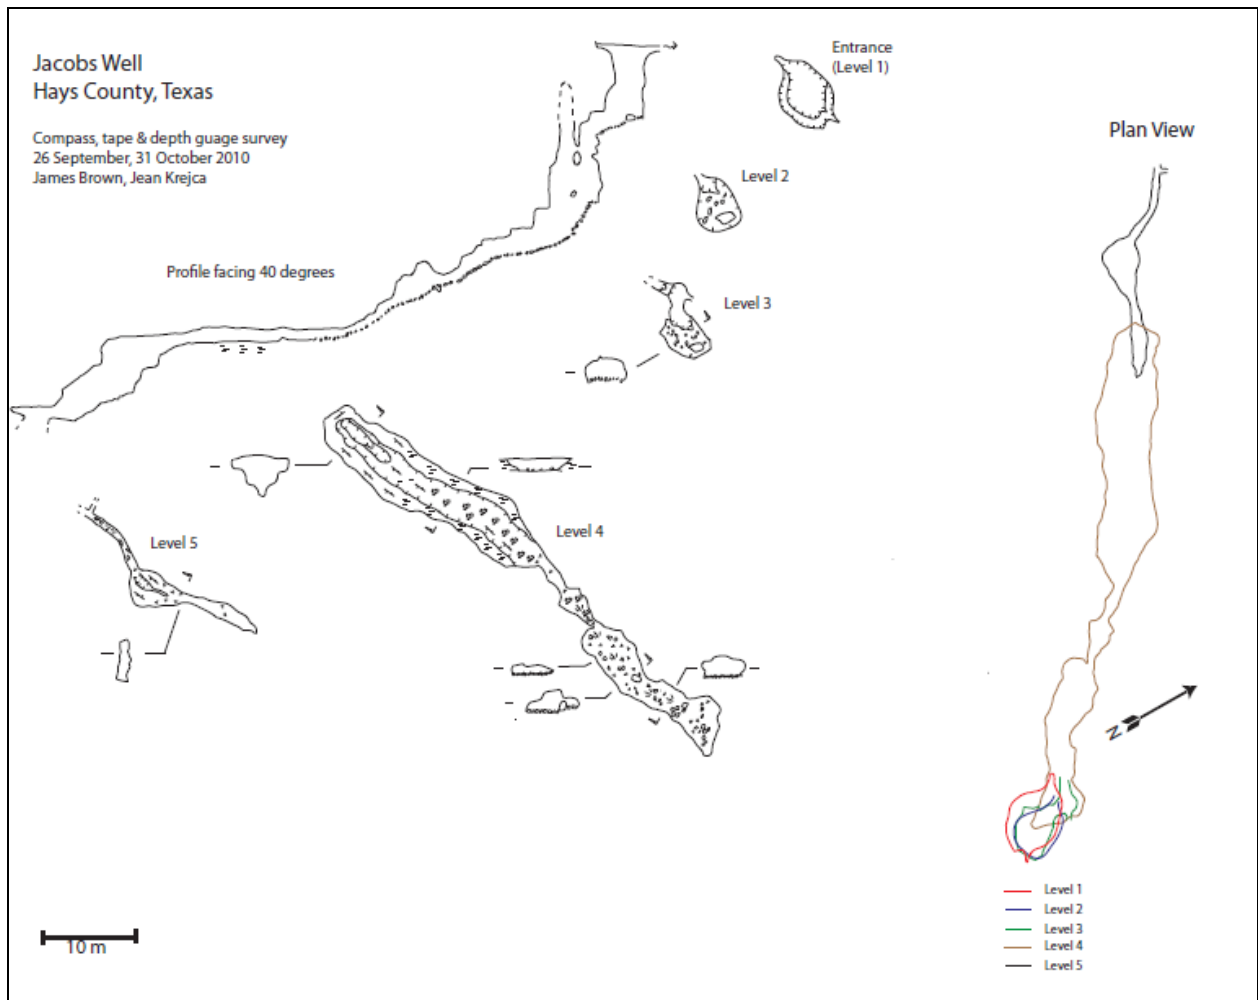 Jacobs Well
Hays County, Texas
Compass, tape & depth guage survey
26 September, 31 October 2010
James Brown, Jean Krejca
Entrance
(Level 1)
Plan View
Level 2
Profile facing 40 degrees
Level 3
Level 4
Level 5
N
Level 1
Level 2
Level 3
Level 4
Level 5
10 m